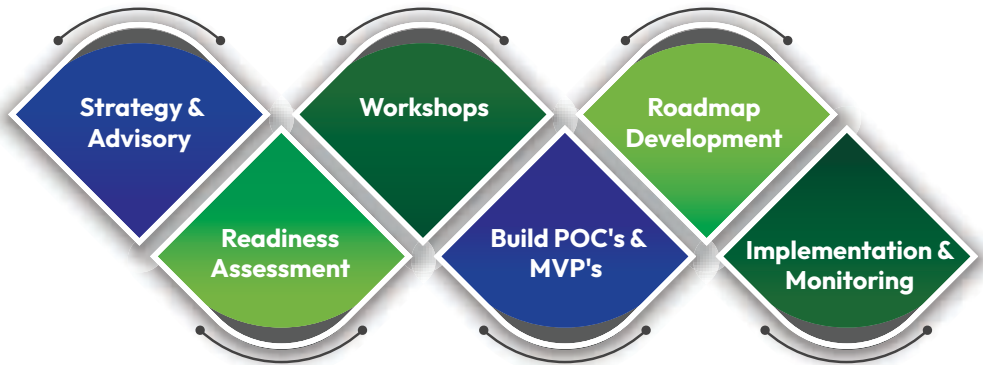 Strategy &
Advisory
Readiness
Assessment
Workshops
Build POC's &
MVP's
Roadmap
Development
Implementation &
Monitoring